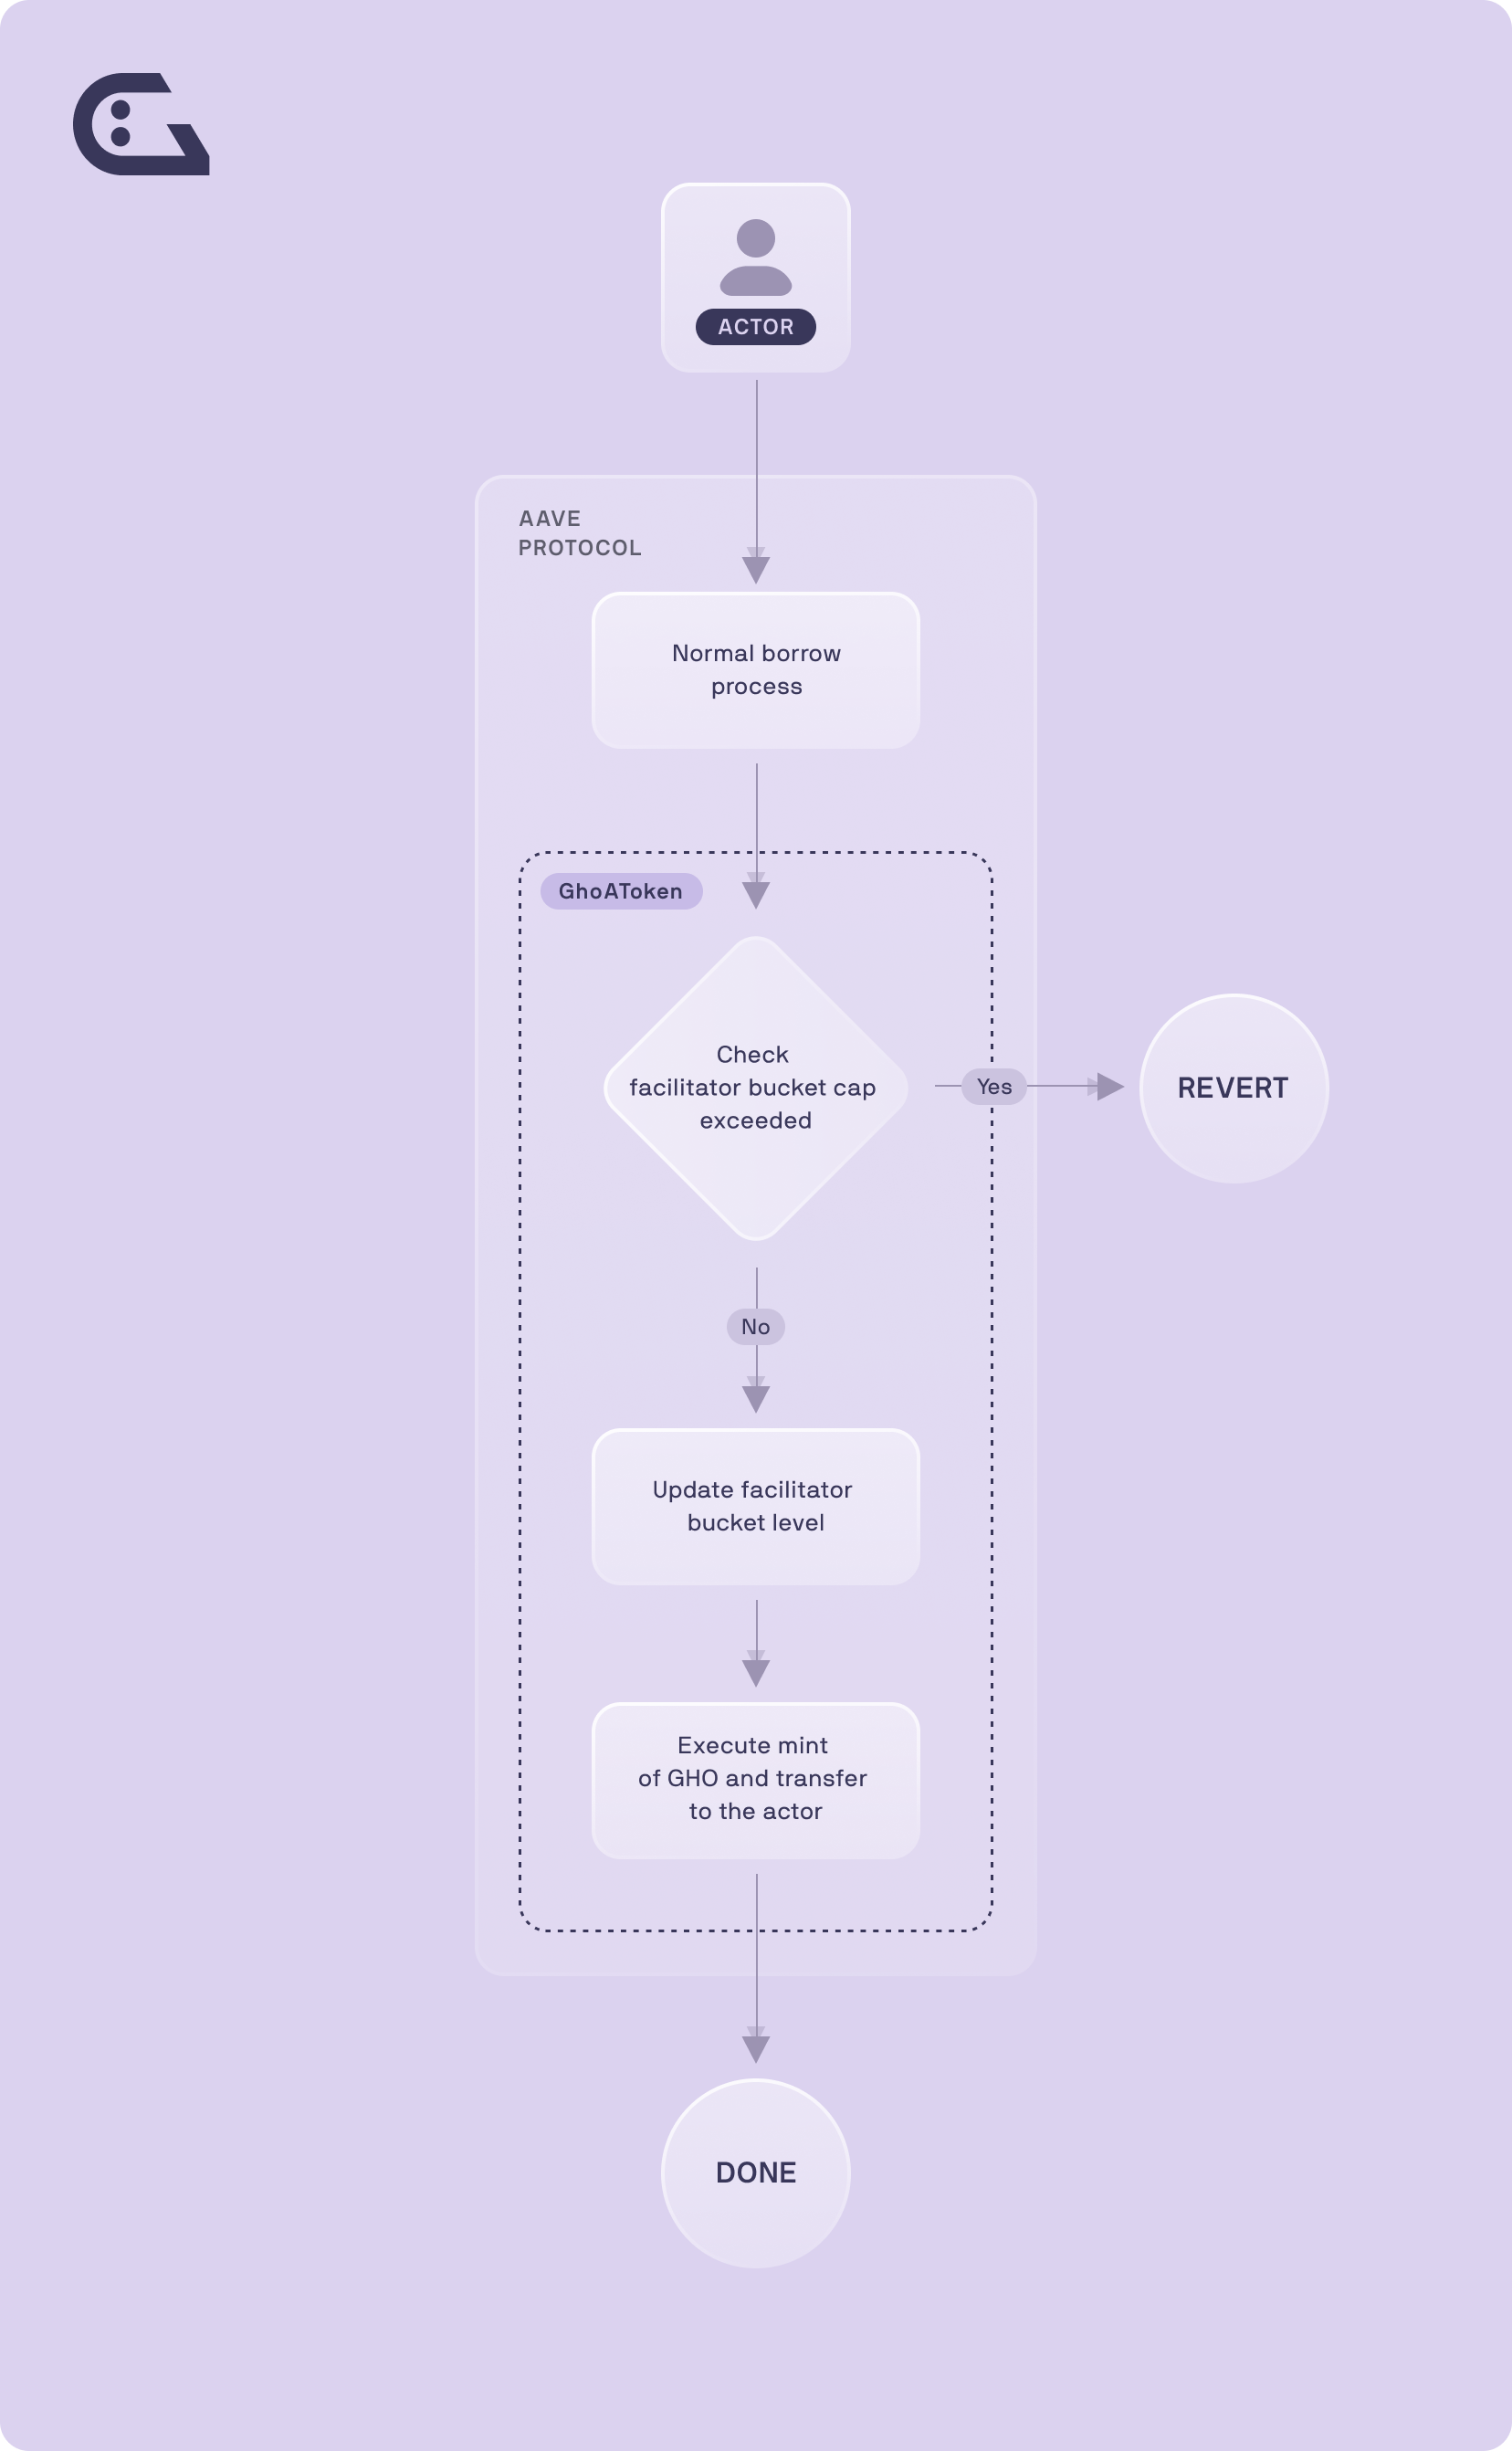 ACTOR
AAVE
PROTOCOL
Normal borrow
process
GhoAToken
Check
facilitator bucket cap
exceeded
Yes
REVERT
No
Update facilitator
bucket level
Execute mint
of GHO and transfer
to the actor
DONE